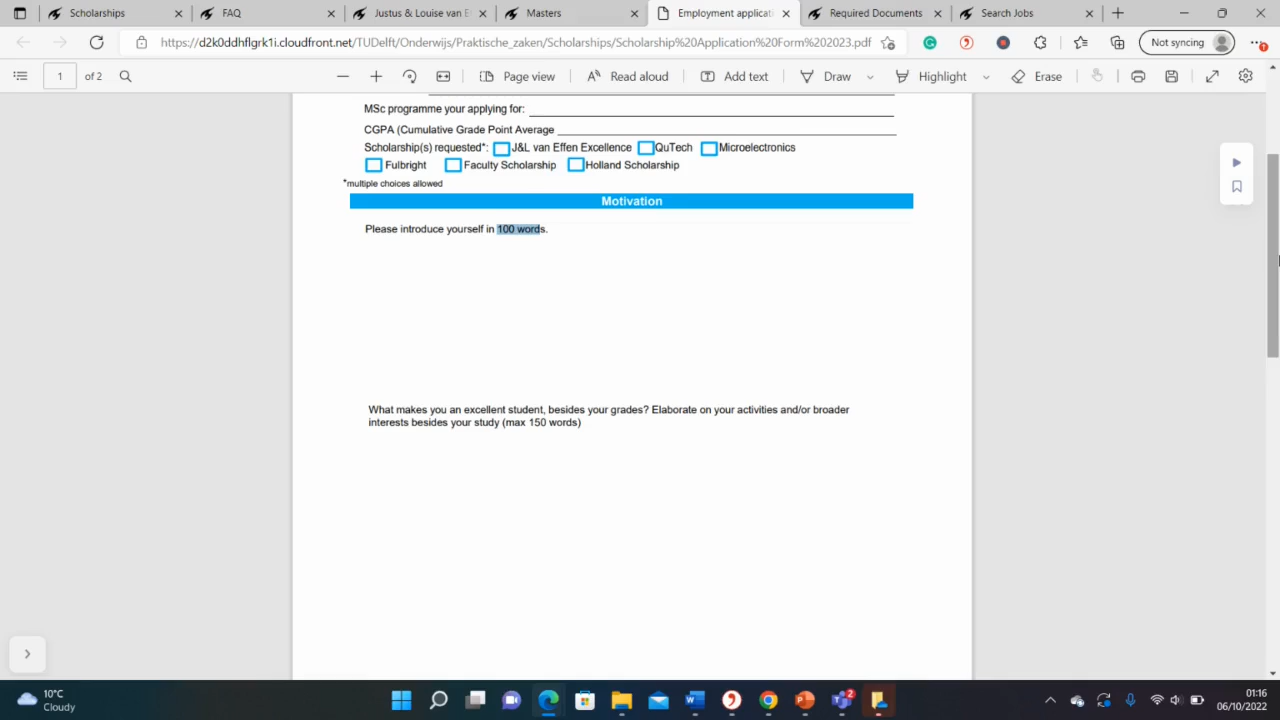 Scholarships
FAQ
Justus & Louise van E
Masters
Employment applicati
Required Documents
Search Jobs
https://d2k0ddhflgrk1i.cloudfront.net/TUDelft/Onderwijs/Praktische_zaken/Scholarships/Scholarship%20Application%20Form%202023.pdf
Not syncing
1 of 2
Page view
Read aloud
Add text
Draw
Highlight
Erase
MSc programme your applying for:
CGPA (Cumulative Grade Point Average
Scholarship(s) requested*: J&L van Effen Excellence QuTech Microelectronics
Fulbright Faculty Scholarship Holland Scholarship
*multiple choices allowed
Motivation
Please introduce yourself in 100 words.
What makes you an excellent student, besides your grades? Elaborate on your activities and/or broader
interests besides your study (max 150 words)
10°C
Cloudy
2
01:16
06/10/2022